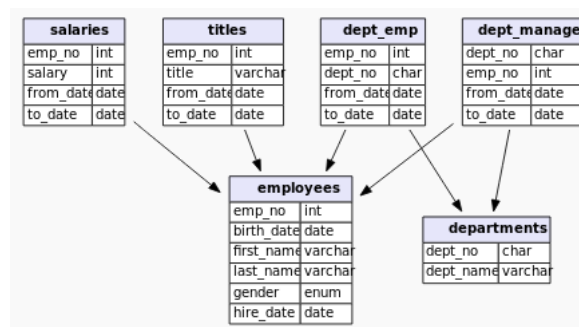 salaries
emp_no int
salary int
from_date date
to_date date
titles
emp_no int
title varchar
from_date date
to_date date
dept_emp
emp_no int
dept_no char
from_date date
to_date date
dept_manage
dept_no char
emp_no int
from_date date
to_date date
employees
emp_no int
birth_date date
first_name varchar
last_name varchar
gender enum
hire_date date
departments
dept_no char
dept_name varchar